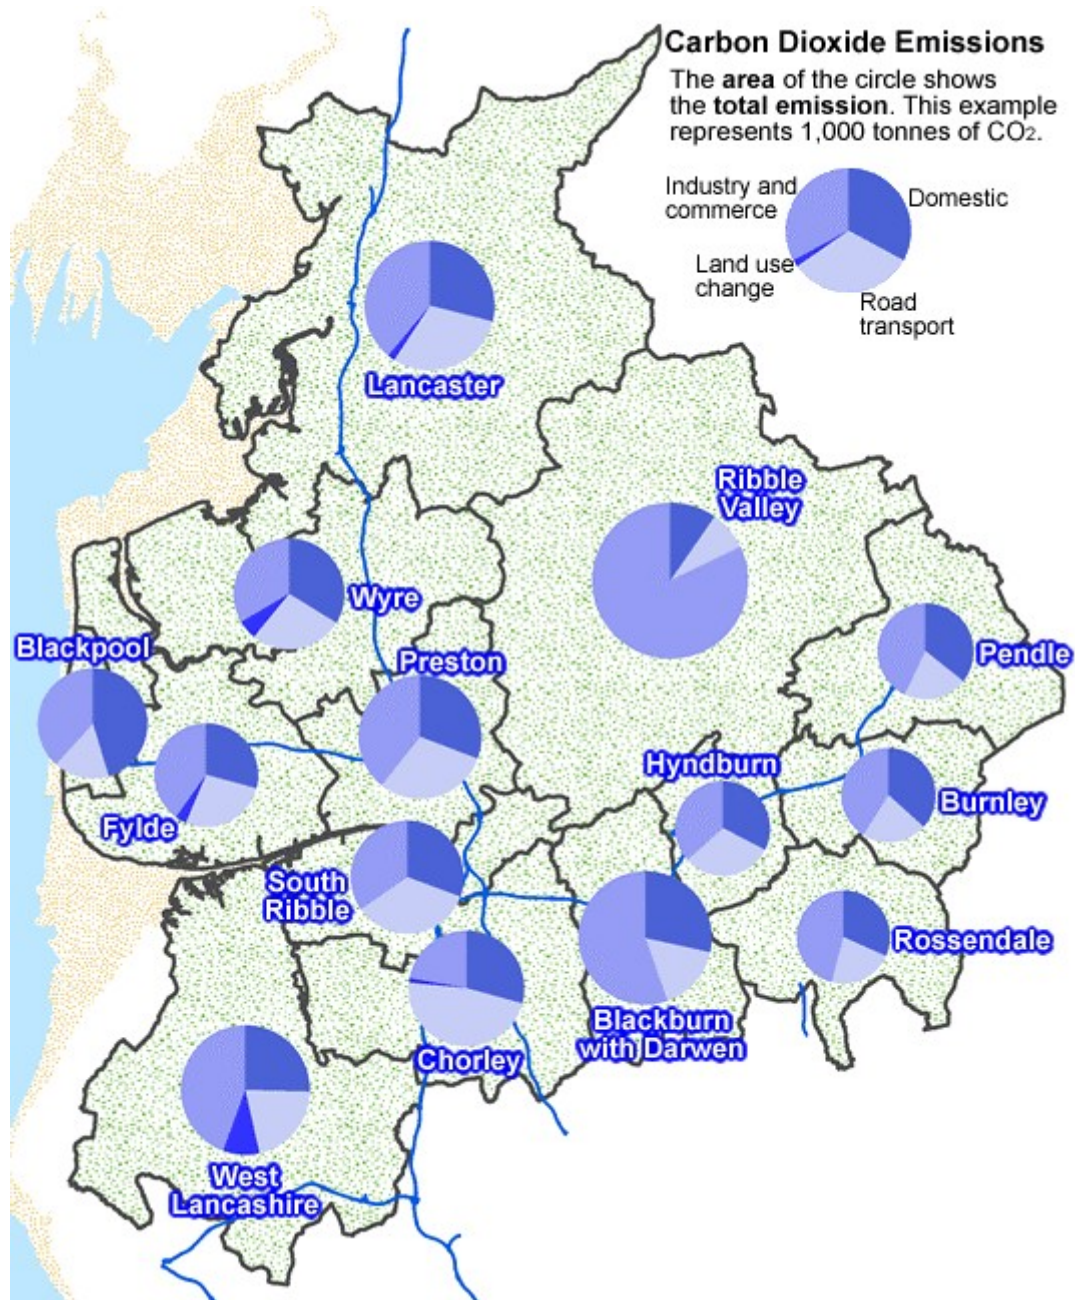 Carbon Dioxide Emissions
The area of the circle shows
the total emission. This example
represents 1,000 tonnes of CO₂.
Industry and
commerce
Domestic
Land use
change
Road
transport
Lancaster
Ribble
Valley
Wyre
Blackpool
Preston
Pendle
Hyndburn
Burnley
Fylde
South
Ribble
Rossendale
Blackburn
with Darwen
Chorley
West
Lancashire